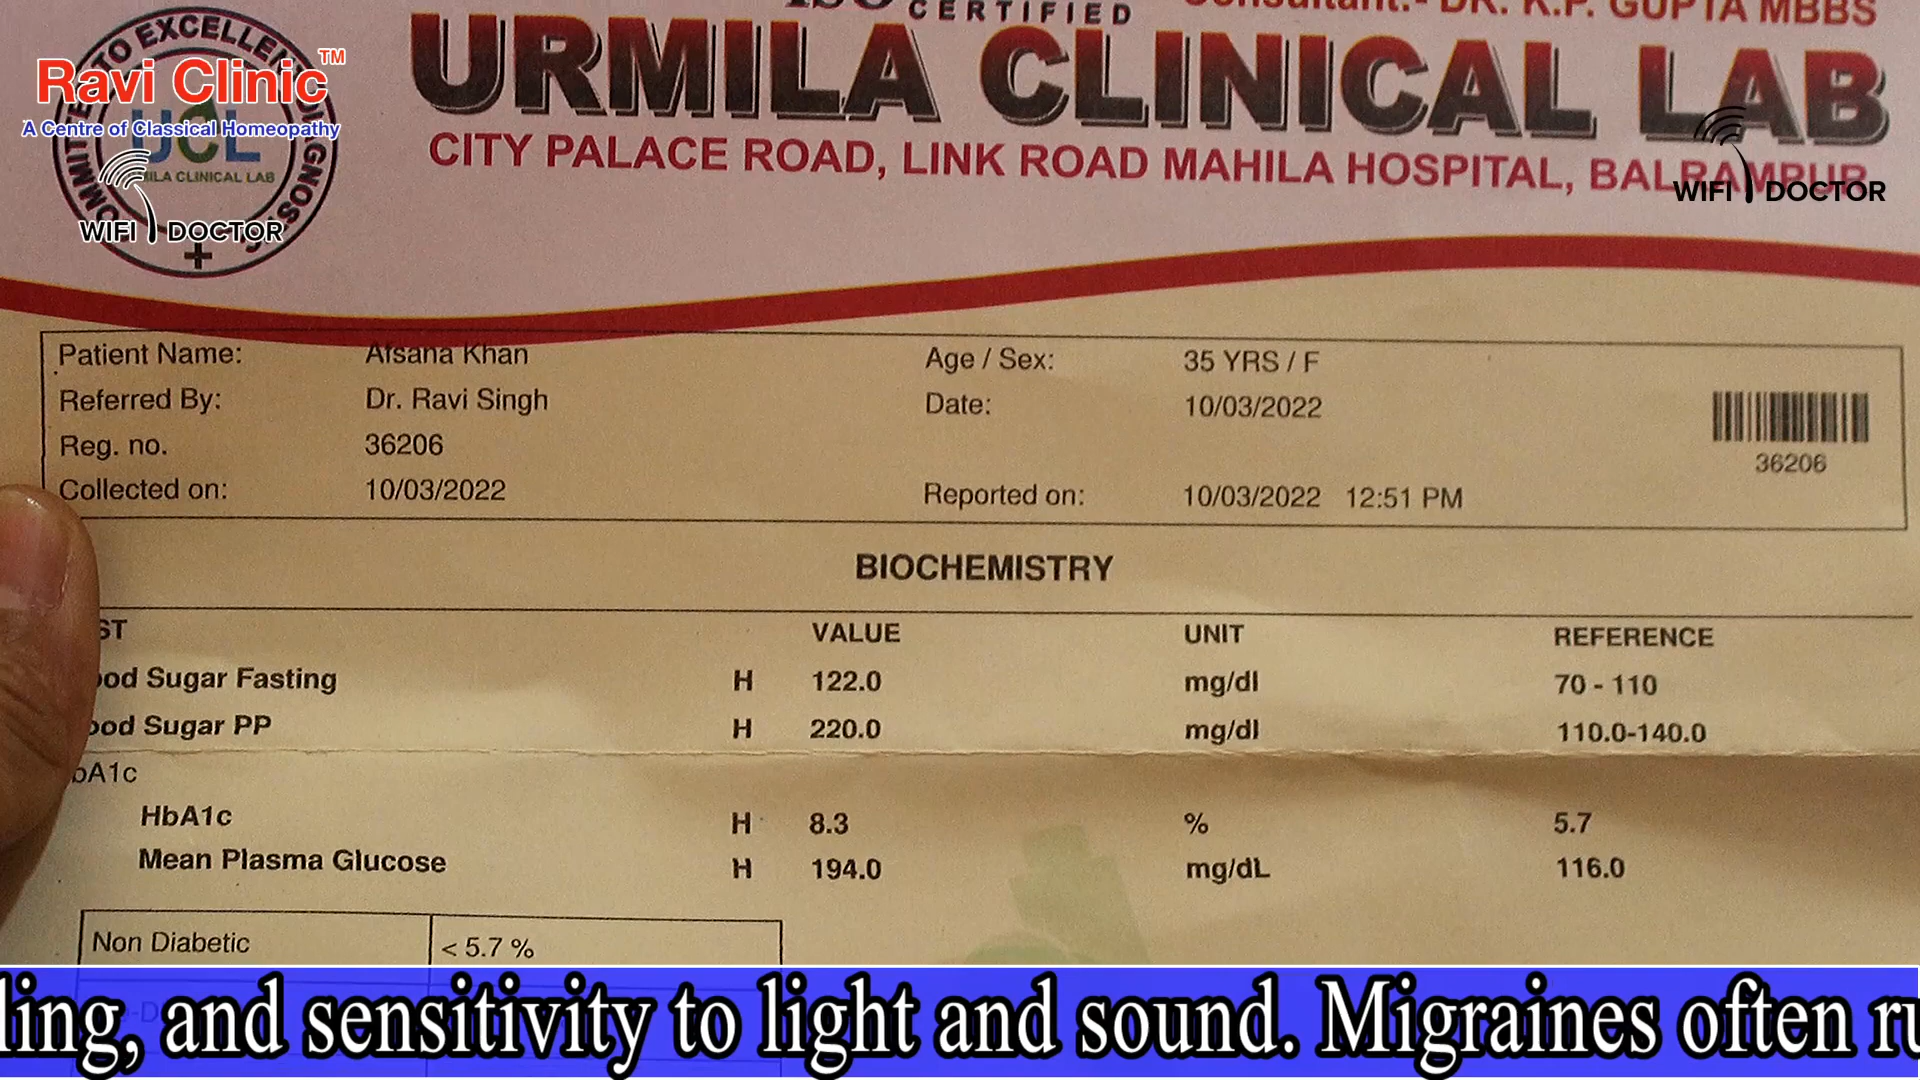 CERTIFIED
DR. K.P. GUPTA MBBS
URMILA CLINICAL LAB
CITY PALACE ROAD, LINK ROAD MAHILA HOSPITAL, BALRAMPUR
Ravi Clinic™
A Centre of Classical Homeopathy
UCL
CLINICAL LAB
WIFI DOCTOR
WIFI DOCTOR
Patient Name: Afsana Khan Age / Sex: 35 YRS / F
Referred By: Dr. Ravi Singh Date: 10/03/2022
Reg. no. 36206
36206
Collected on: 10/03/2022 Reported on: 10/03/2022 12:51 PM
BIOCHEMISTRY
VALUE UNIT REFERENCE
Sugar Fasting H 122.0 mg/dl 70 - 110
Sugar PP H 220.0 mg/dl 110.0-140.0
bA1c
HbA1c H 8.3 % 5.7
Mean Plasma Glucose H 194.0 mg/dL 116.0
Non Diabetic < 5.7 %
ling, and sensitivity to light and sound. Migraines often ru